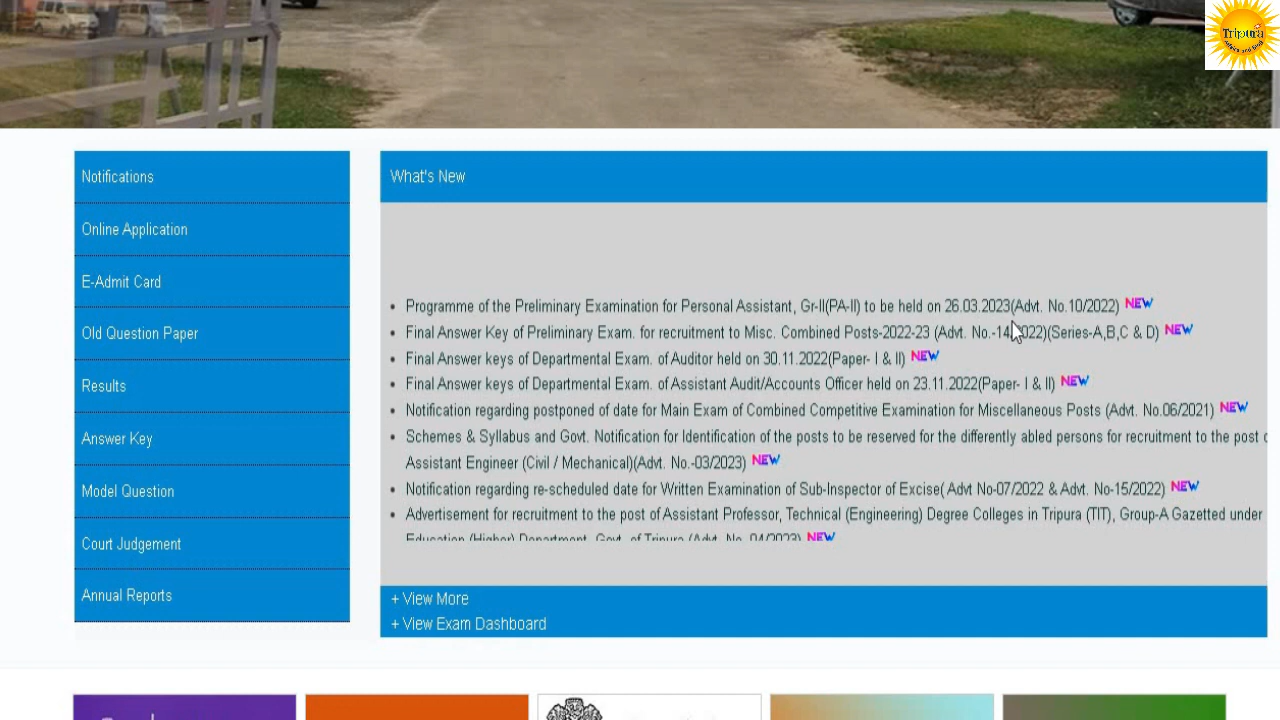 Tripura
Notifications
Online Application
E-Admit Card
Old Question Paper
Results
Answer Key
Model Question
Court Judgement
Annual Reports
What's New
Programme of the Preliminary Examination for Personal Assistant, Gr-II(PA-II) to be held on 26.03.2023(Advt. No.10/2022) NEW
Final Answer Key of Preliminary Exam. for recruitment to Misc. Combined Posts-2022-23 (Advt. No.-14/2022)(Series-A,B,C & D) NEW
Final Answer keys of Departmental Exam. of Auditor held on 30.11.2022(Paper- I & II) NEW
Final Answer keys of Departmental Exam. of Assistant Audit/Accounts Officer held on 23.11.2022(Paper- I & II) NEW
Notification regarding postponed of date for Main Exam of Combined Competitive Examination for Miscellaneous Posts (Advt. No.06/2021) NEW
Schemes & Syllabus and Govt. Notification for Identification of the posts to be reserved for the differently abled persons for recruitment to the post
Assistant Engineer (Civil / Mechanical)(Advt. No.-03/2023) NEW
Notification regarding re-scheduled date for Written Examination of Sub-Inspector of Excise( Advt No-07/2022 & Advt. No-15/2022) NEW
Advertisement for recruitment to the post of Assistant Professor, Technical (Engineering) Degree Colleges in Tripura (TIT), Group-A Gazetted under
Education (Higher) Department, Govt. of Tripura (Advt. No. 04/2023) NEW
+ View More
+ View Exam Dashboard